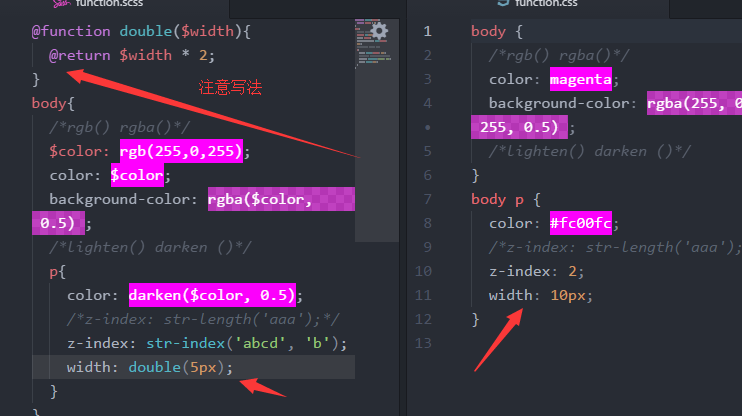 function.scss
@function double($width){
@return $width * 2;
}
注意写法
body{
/*rgb() rgba()*/
$color: rgb(255,0,255);
color: $color;
background-color: rgba($color,
0.5) ;
/*lighten() darken ()*/
p{
color: darken($color, 0.5);
/*z-index: str-length('aaa');*/
z-index: str-index('abcd', 'b');
width: double(5px);
}
}
function.css
1 body {
2 /*rgb() rgba()*/
3 color: magenta;
4 background-color: rgba(255, 0
• 255, 0.5) ;
5 /*lighten() darken ()*/
6 }
7 body p {
8 color: #fc00fc;
9 /*z-index: str-length('aaa');
10 z-index: 2;
11 width: 10px;
12 }
13